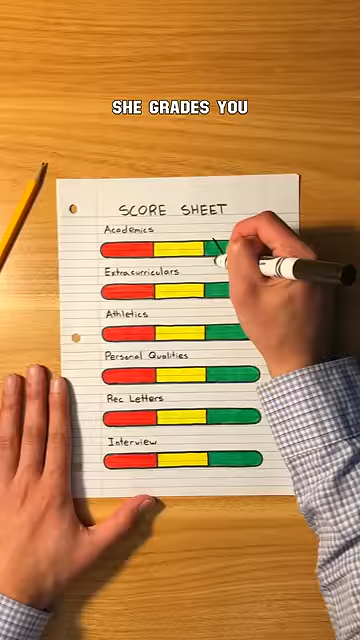 SHE GRADES YOU
SCORE SHEET
Academics
Extracurriculars
Athletics
Personal Qualities
Rec Letters
Interview